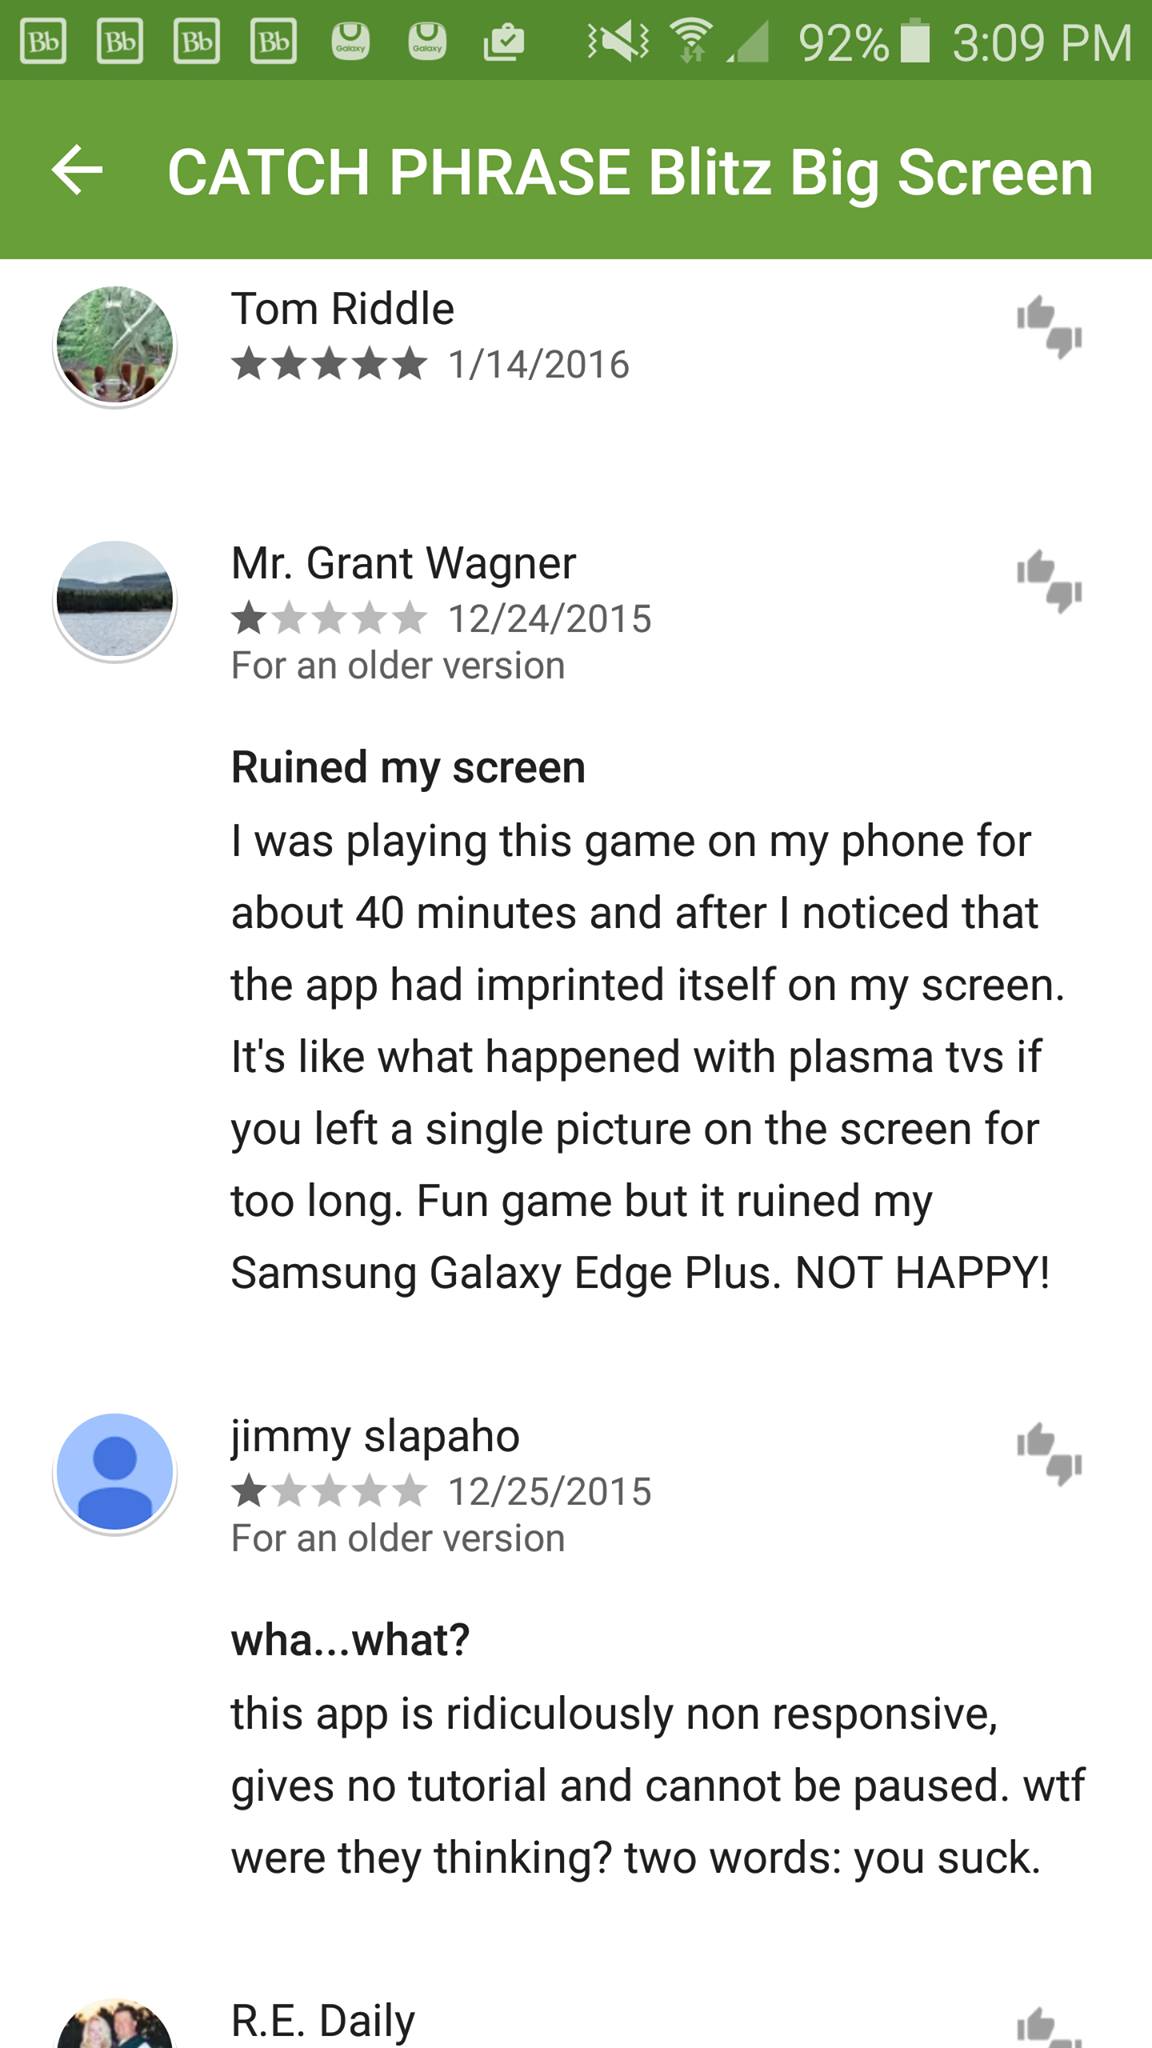 Bb Bb Bb Bb Galaxy Galaxy 92% 3:09 PM
CATCH PHRASE Blitz Big Screen
Tom Riddle
1/14/2016
Mr. Grant Wagner
12/24/2015
For an older version
Ruined my screen
I was playing this game on my phone for
about 40 minutes and after I noticed that
the app had imprinted itself on my screen.
It's like what happened with plasma tvs if
you left a single picture on the screen for
too long. Fun game but it ruined my
Samsung Galaxy Edge Plus. NOT HAPPY!
jimmy slapaho
12/25/2015
For an older version
wha...what?
this app is ridiculously non responsive,
gives no tutorial and cannot be paused. wtf
were they thinking? two words: you suck.
R.E. Daily